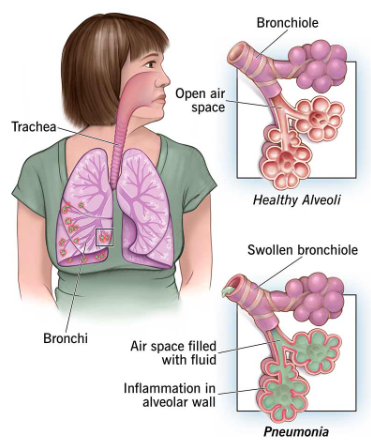 Bronchiole
Open air
space
Trachea
Healthy Alveoli
Swollen bronchiole
Bronchi
Air space filled
with fluid
Inflammation in
alveolar wall
Pneumonia